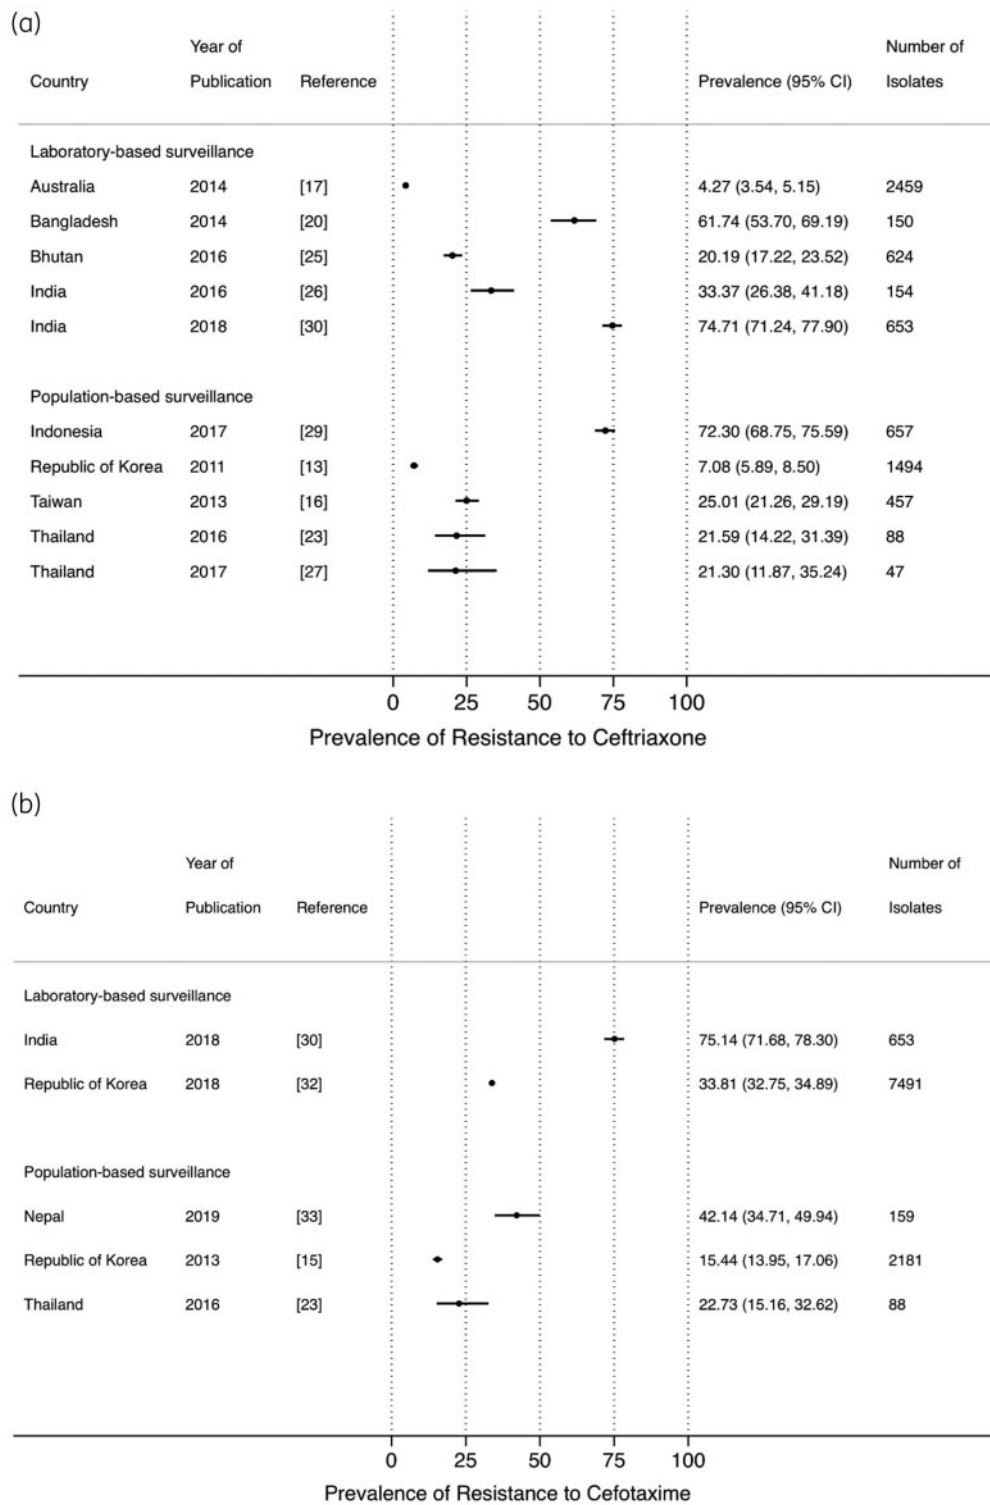 (a)
Year of Number of
Country Publication Reference Prevalence (95% CI) Isolates
Laboratory-based surveillance
Australia 2014 [17] 4.27 (3.54, 5.15) 2459
Bangladesh 2014 [20] 61.74 (53.70, 69.19) 150
Bhutan 2016 [25] 20.19 (17.22, 23.52) 624
India 2016 [26] 33.37 (26.38, 41.18) 154
India 2018 [30] 74.71 (71.24, 77.90) 653
Population-based surveillance
Indonesia 2017 [29] 72.30 (68.75, 75.59) 657
Republic of Korea 2011 [13] 7.08 (5.89, 8.50) 1494
Taiwan 2013 [16] 25.01 (21.26, 29.19) 457
Thailand 2016 [23] 21.59 (14.22, 31.39) 88
Thailand 2017 [27] 21.30 (11.87, 35.24) 47
0 25 50 75 100
Prevalence of Resistance to Ceftriaxone
(b)
Year of Number of
Country Publication Reference Prevalence (95% CI) Isolates
Laboratory-based surveillance
India 2018 [30] 75.14 (71.68, 78.30) 653
Republic of Korea 2018 [32] 33.81 (32.75, 34.89) 7491
Population-based surveillance
Nepal 2019 [33] 42.14 (34.71, 49.94) 159
Republic of Korea 2013 [15] 15.44 (13.95, 17.06) 2181
Thailand 2016 [23] 22.73 (15.16, 32.62) 88
0 25 50 75 100
Prevalence of Resistance to Cefotaxime